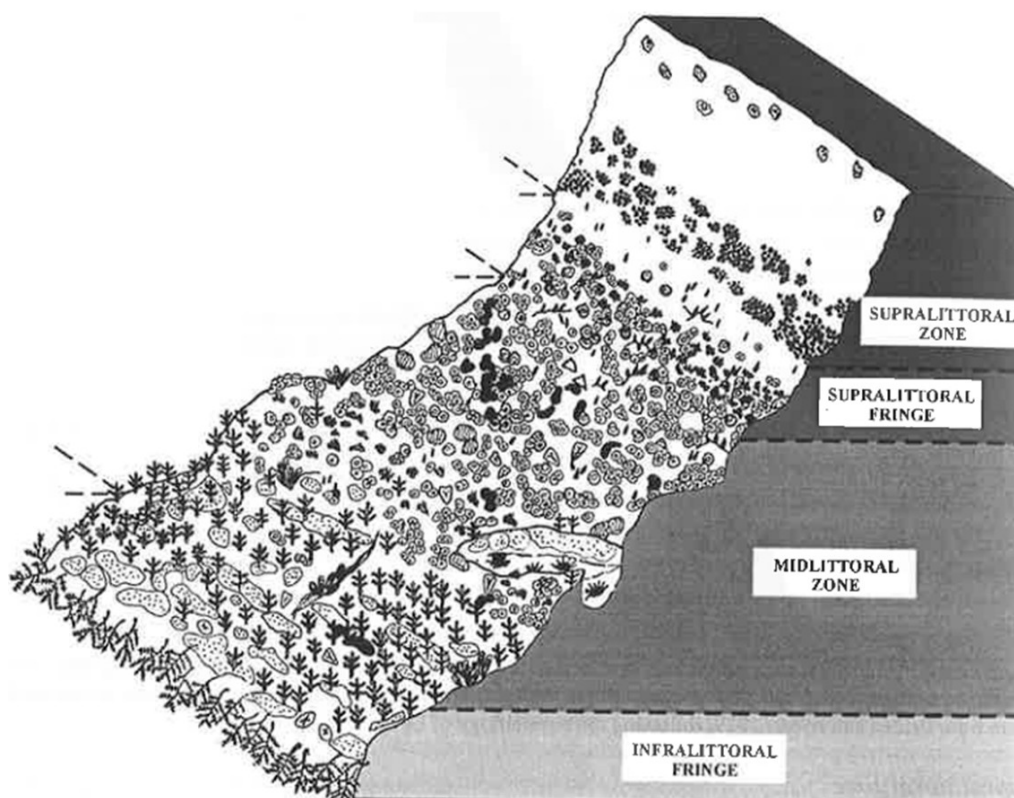 SUPRALITTORAL
ZONE
SUPRALITTORAL
FRINGE
MIDLITTORAL
ZONE
INFRALITTORAL
FRINGE